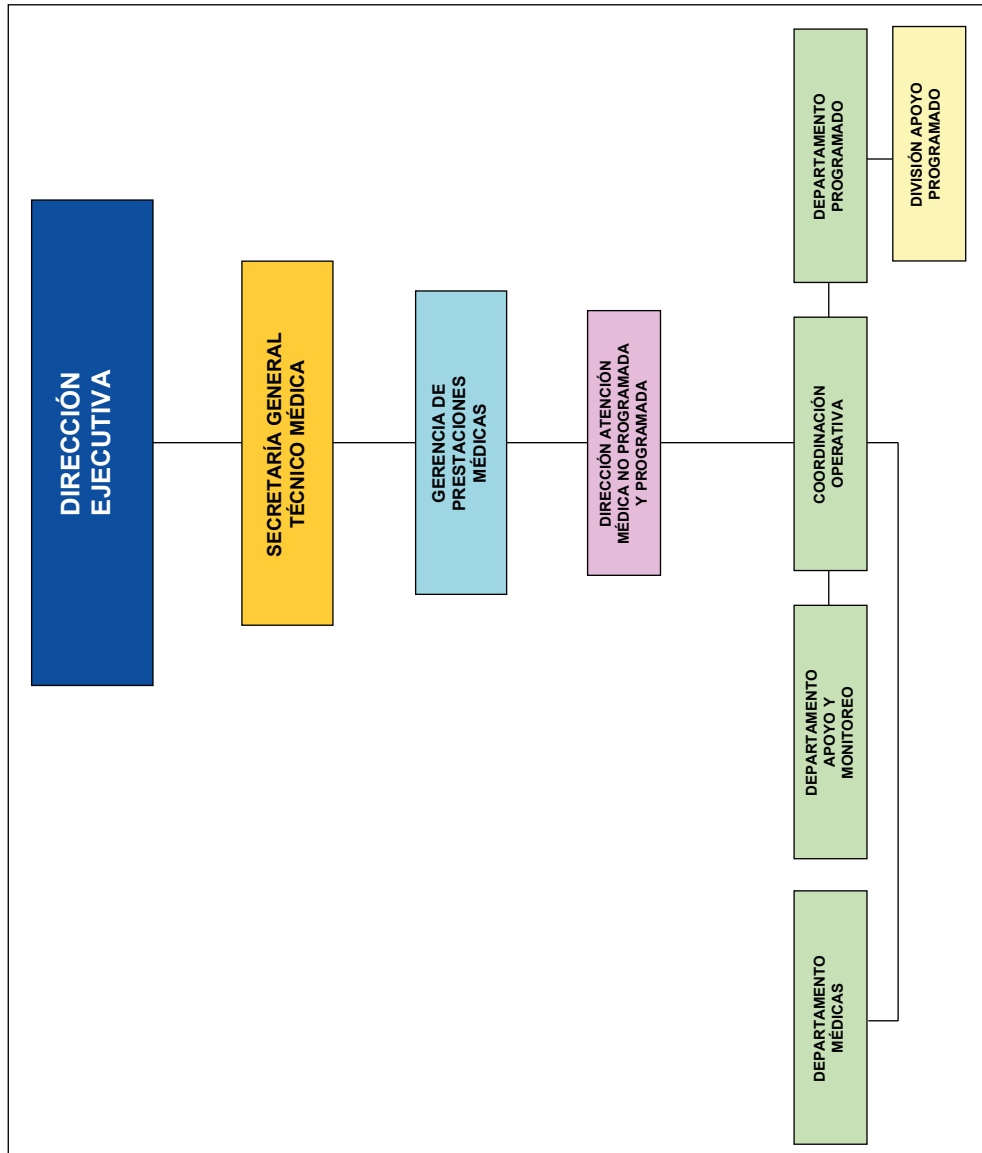 DIRECCIÓN
EJECUTIVA
SECRETARÍA GENERAL
TÉCNICO MÉDICA
GERENCIA DE
PRESTACIONES
MÉDICAS
DIRECCIÓN ATENCIÓN
MÉDICA NO PROGRAMADA
Y PROGRAMADA
DEPARTAMENTO
MÉDICAS
DEPARTAMENTO
APOYO Y
MONITOREO
COORDINACIÓN
OPERATIVA
DEPARTAMENTO
PROGRAMADO
DIVISIÓN APOYO
PROGRAMADO